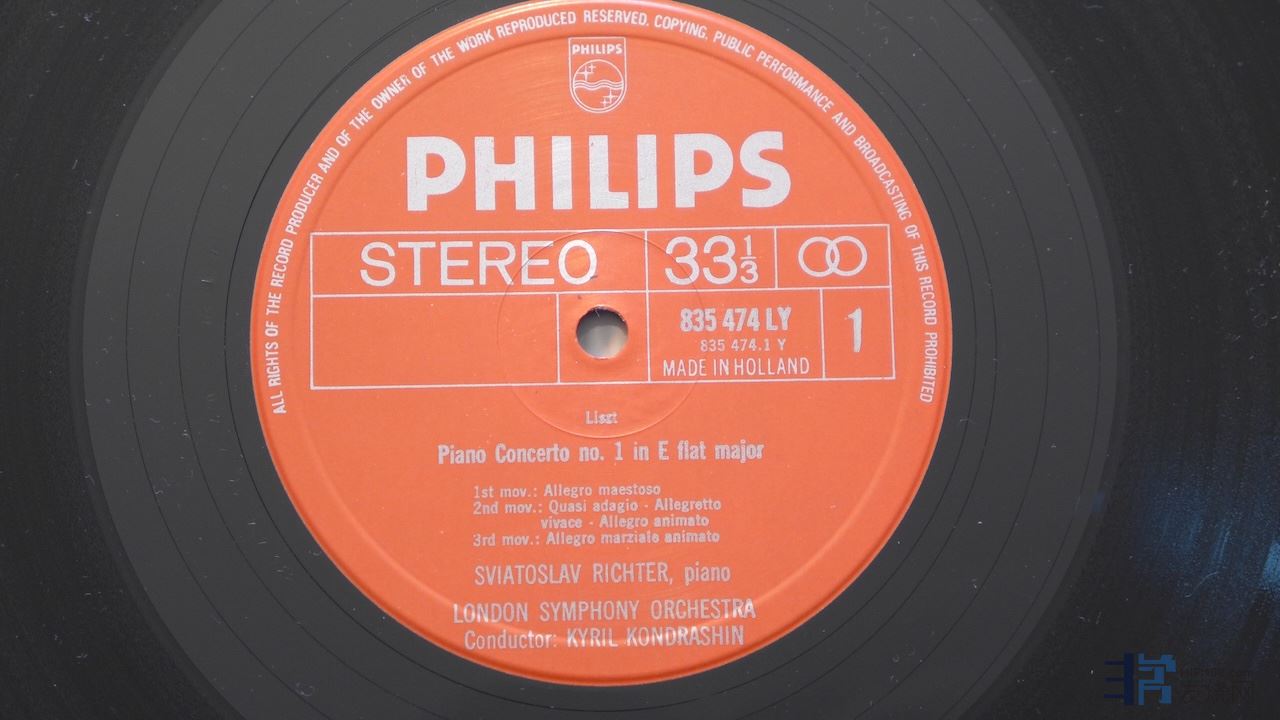 ALL RIGHTS OF THE RECORD PRODUCER AND OF THE OWNER OF THE WORK REPRODUCED RESERVED. COPYING, PUBLIC PERFORMANCE AND BROADCASTING OF THIS RECORD PROHIBITED
PHILIPS
PHILIPS
STEREO 33 1/3
835 474 LY
835 474.1 Y
1
MADE IN HOLLAND
Liszt
Piano Concerto no. 1 in E flat major
1st mov.: Allegro maestoso
2nd mov.: Quasi adagio - Allegretto
vivace - Allegro animato
3rd mov.: Allegro marziale animato
SVIATOSLAV RICHTER, piano
LONDON SYMPHONY ORCHESTRA
Conductor: KYRIL KONDRASHIN